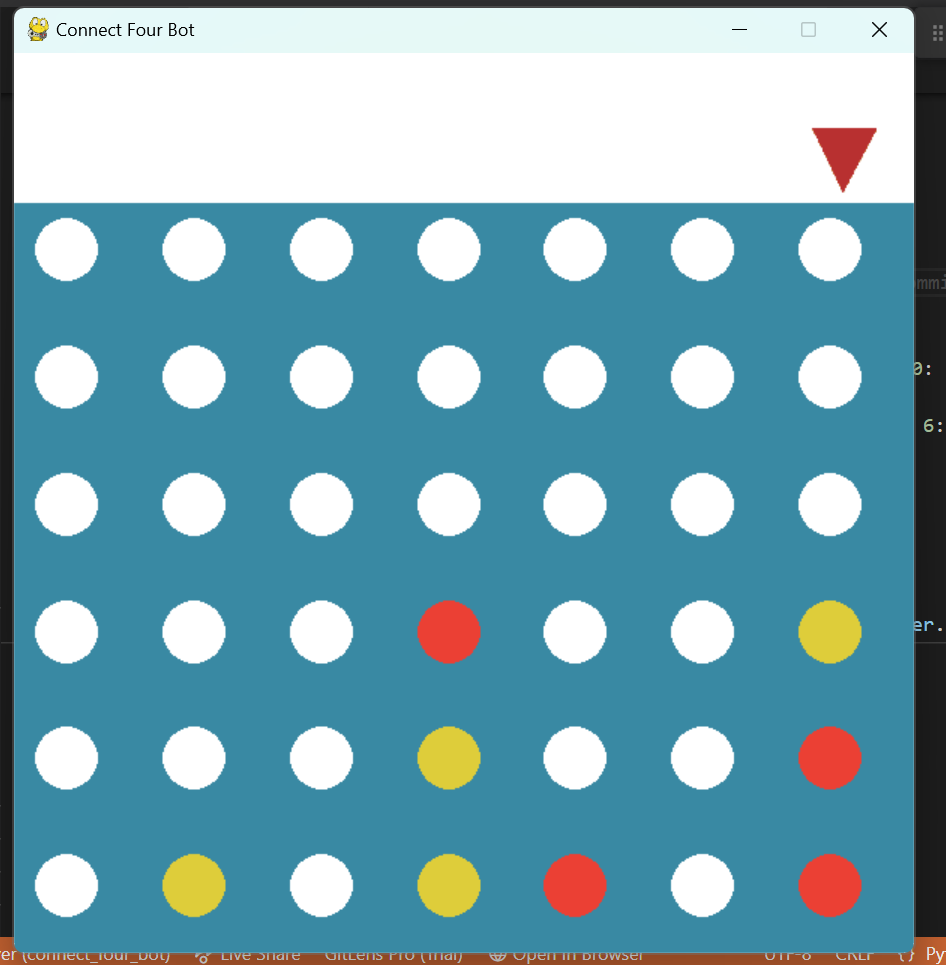 Connect Four Bot
ommi
0:
6:
er.
er (connect_four_bot) Live Share GitLens Pro (Trial) Open in Browser UTF-8 CRLF {} Py